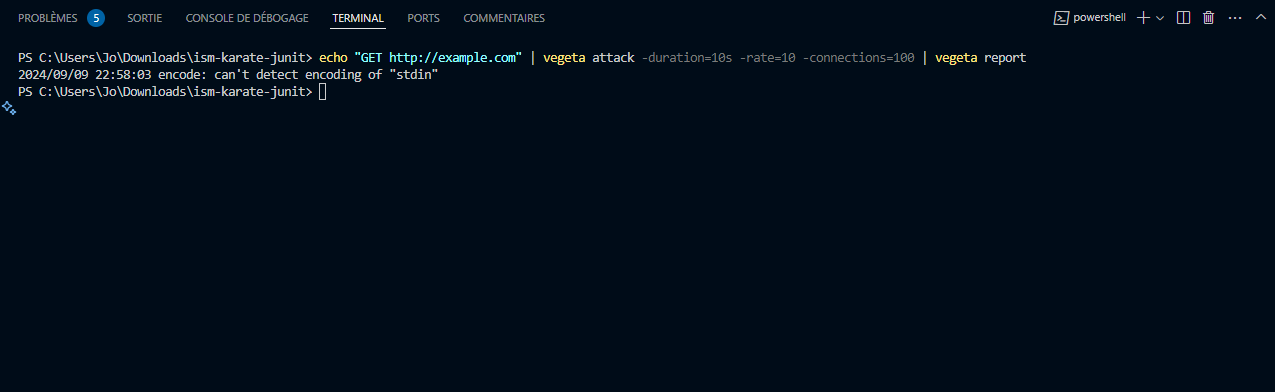 PROBLÈMES 5 SORTIE CONSOLE DE DÉBOGAGE TERMINAL PORTS COMMENTAIRES powershell
PS C:\Users\Jo\Downloads\ism-karate-junit> echo "GET http://example.com" | vegeta attack -duration=10s -rate=10 -connections=100 | vegeta report
2024/09/09 22:58:03 encode: can't detect encoding of "stdin"
PS C:\Users\Jo\Downloads\ism-karate-junit>